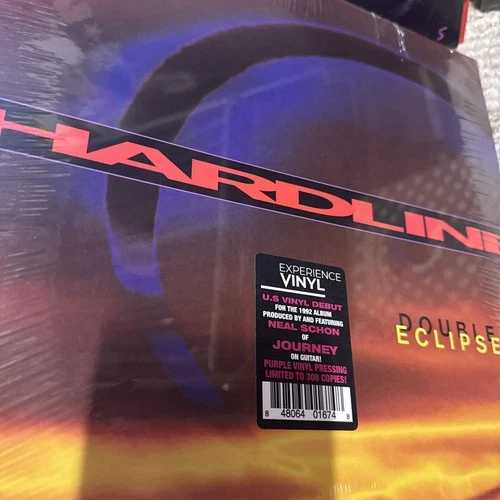 HARDLINE
EXPERIENCE
VINYL
U.S VINYL DEBUT
FOR THE 1992 ALBUM
PRODUCED BY AND FEATURING
NEAL SCHON
OF
JOURNEY
ON GUITAR!
PURPLE VINYL PRESSING
LIMITED TO 300 COPIES!
8 48064 01674 8
DOUBLE
ECLIPSE
5